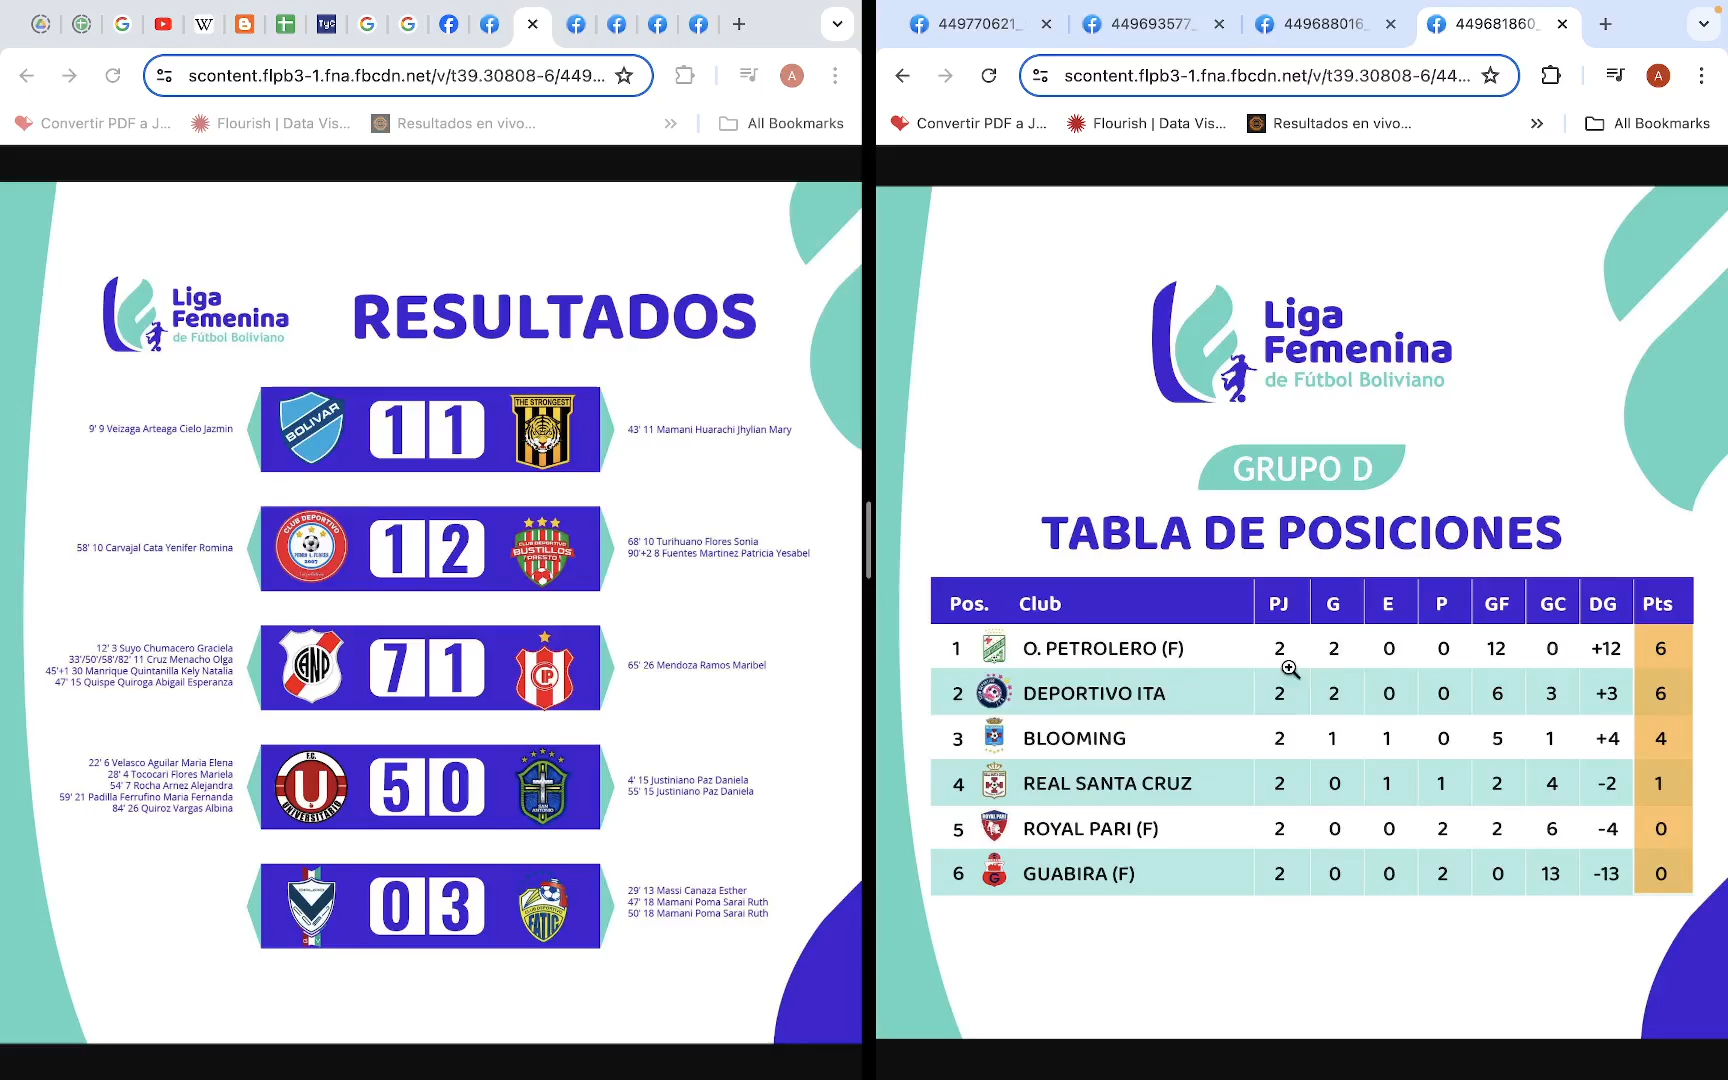 scontent.flpb3-1.fna.fbcdn.net/v/t39.30808-6/449...
A
Convertir PDF a J...
Flourish | Data Vis...
Resultados en vivo...
All Bookmarks
Liga
Femenina
de Fútbol Boliviano
RESULTADOS
9' 9 Veizaga Arteaga Cielo Jazmin
BOLIVAR
1 1
THE STRONGEST
43' 11 Mamani Huarachi Jhylian Mary
58' 10 Carvajal Cata Yenifer Romina
CLUB DEPORTIVO
2007
1 2
CLUB DEPORTIVO
BUSTILLOS
PRESTO
68' 10 Turihuano Flores Sonia
90'+2 8 Fuentes Martinez Patricia Yesabel
12' 3 Suyo Chumacero Graciela
33'/50'/58'/82' 11 Cruz Menacho Olga
45'+1 30 Manrique Quintanilla Kely Natalia
47' 15 Quispe Quiroga Abigail Esperanza
7 1
65' 26 Mendoza Ramos Maribel
22' 6 Velasco Aguilar Maria Elena
28' 4 Tococari Flores Mariela
54' 7 Rocha Arnez Alejandra
59' 21 Padilla Ferrufino Maria Fernanda
84' 26 Quiroz Vargas Albina
F.C.
U
UNIVERSITARIO
5 0
SAN ANTONIO
4' 15 Justiniano Paz Daniela
55' 15 Justiniano Paz Daniela
0 3
FATIC
29' 13 Massi Canaza Esther
47' 18 Mamani Poma Sarai Ruth
50' 18 Mamani Poma Sarai Ruth
449770621_
449693577_
449688016_
449681860_
scontent.flpb3-1.fna.fbcdn.net/v/t39.30808-6/44...
A
Convertir PDF a J...
Flourish | Data Vis...
Resultados en vivo...
All Bookmarks
Liga
Femenina
de Fútbol Boliviano
GRUPO D
TABLA DE POSICIONES
Pos. Club PJ G E P GF GC DG Pts
1 O. PETROLERO (F) 2 2 0 0 12 0 +12 6
2 DEPORTIVO ITA 2 2 0 0 6 3 +3 6
3 BLOOMING 2 1 1 0 5 1 +4 4
4 REAL SANTA CRUZ 2 0 1 1 2 4 -2 1
5 ROYAL PARI (F) 2 0 0 2 2 6 -4 0
6 GUABIRA (F) 2 0 0 2 0 13 -13 0